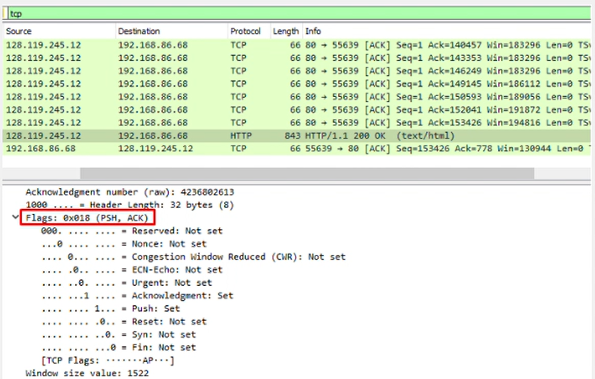 tcp
Source Destination Protocol Length Info
128.119.245.12 192.168.86.68 TCP 66 80 → 55639 [ACK] Seq=1 Ack=140457 Win=183296 Len=0 TSv
128.119.245.12 192.168.86.68 TCP 66 80 → 55639 [ACK] Seq=1 Ack=143353 Win=183296 Len=0 TSv
128.119.245.12 192.168.86.68 TCP 66 80 → 55639 [ACK] Seq=1 Ack=146249 Win=183296 Len=0 TSv
128.119.245.12 192.168.86.68 TCP 66 80 → 55639 [ACK] Seq=1 Ack=149145 Win=186112 Len=0 TSv
128.119.245.12 192.168.86.68 TCP 66 80 → 55639 [ACK] Seq=1 Ack=150593 Win=189056 Len=0 TSv
128.119.245.12 192.168.86.68 TCP 66 80 → 55639 [ACK] Seq=1 Ack=152041 Win=191872 Len=0 TSv
128.119.245.12 192.168.86.68 TCP 66 80 → 55639 [ACK] Seq=1 Ack=153426 Win=194816 Len=0 TSv
128.119.245.12 192.168.86.68 HTTP 843 HTTP/1.1 200 OK (text/html)
192.168.86.68 128.119.245.12 TCP 66 55639 → 80 [ACK] Seq=153426 Ack=778 Win=130944 Len=0 T
Acknowledgment number (raw): 4236802613
1000 .... = Header Length: 32 bytes (8)
Flags: 0x018 (PSH, ACK)
000. .... .... = Reserved: Not set
...0 .... .... = Nonce: Not set
.... 0... .... = Congestion Window Reduced (CWR): Not set
.... .0.. .... = ECN-Echo: Not set
.... ..0. .... = Urgent: Not set
.... ...1 .... = Acknowledgment: Set
.... .... 1... = Push: Set
.... .... .0.. = Reset: Not set
.... .... ..0. = Syn: Not set
.... .... ...0 = Fin: Not set
[TCP Flags: ·······AP···]
Window size value: 1522